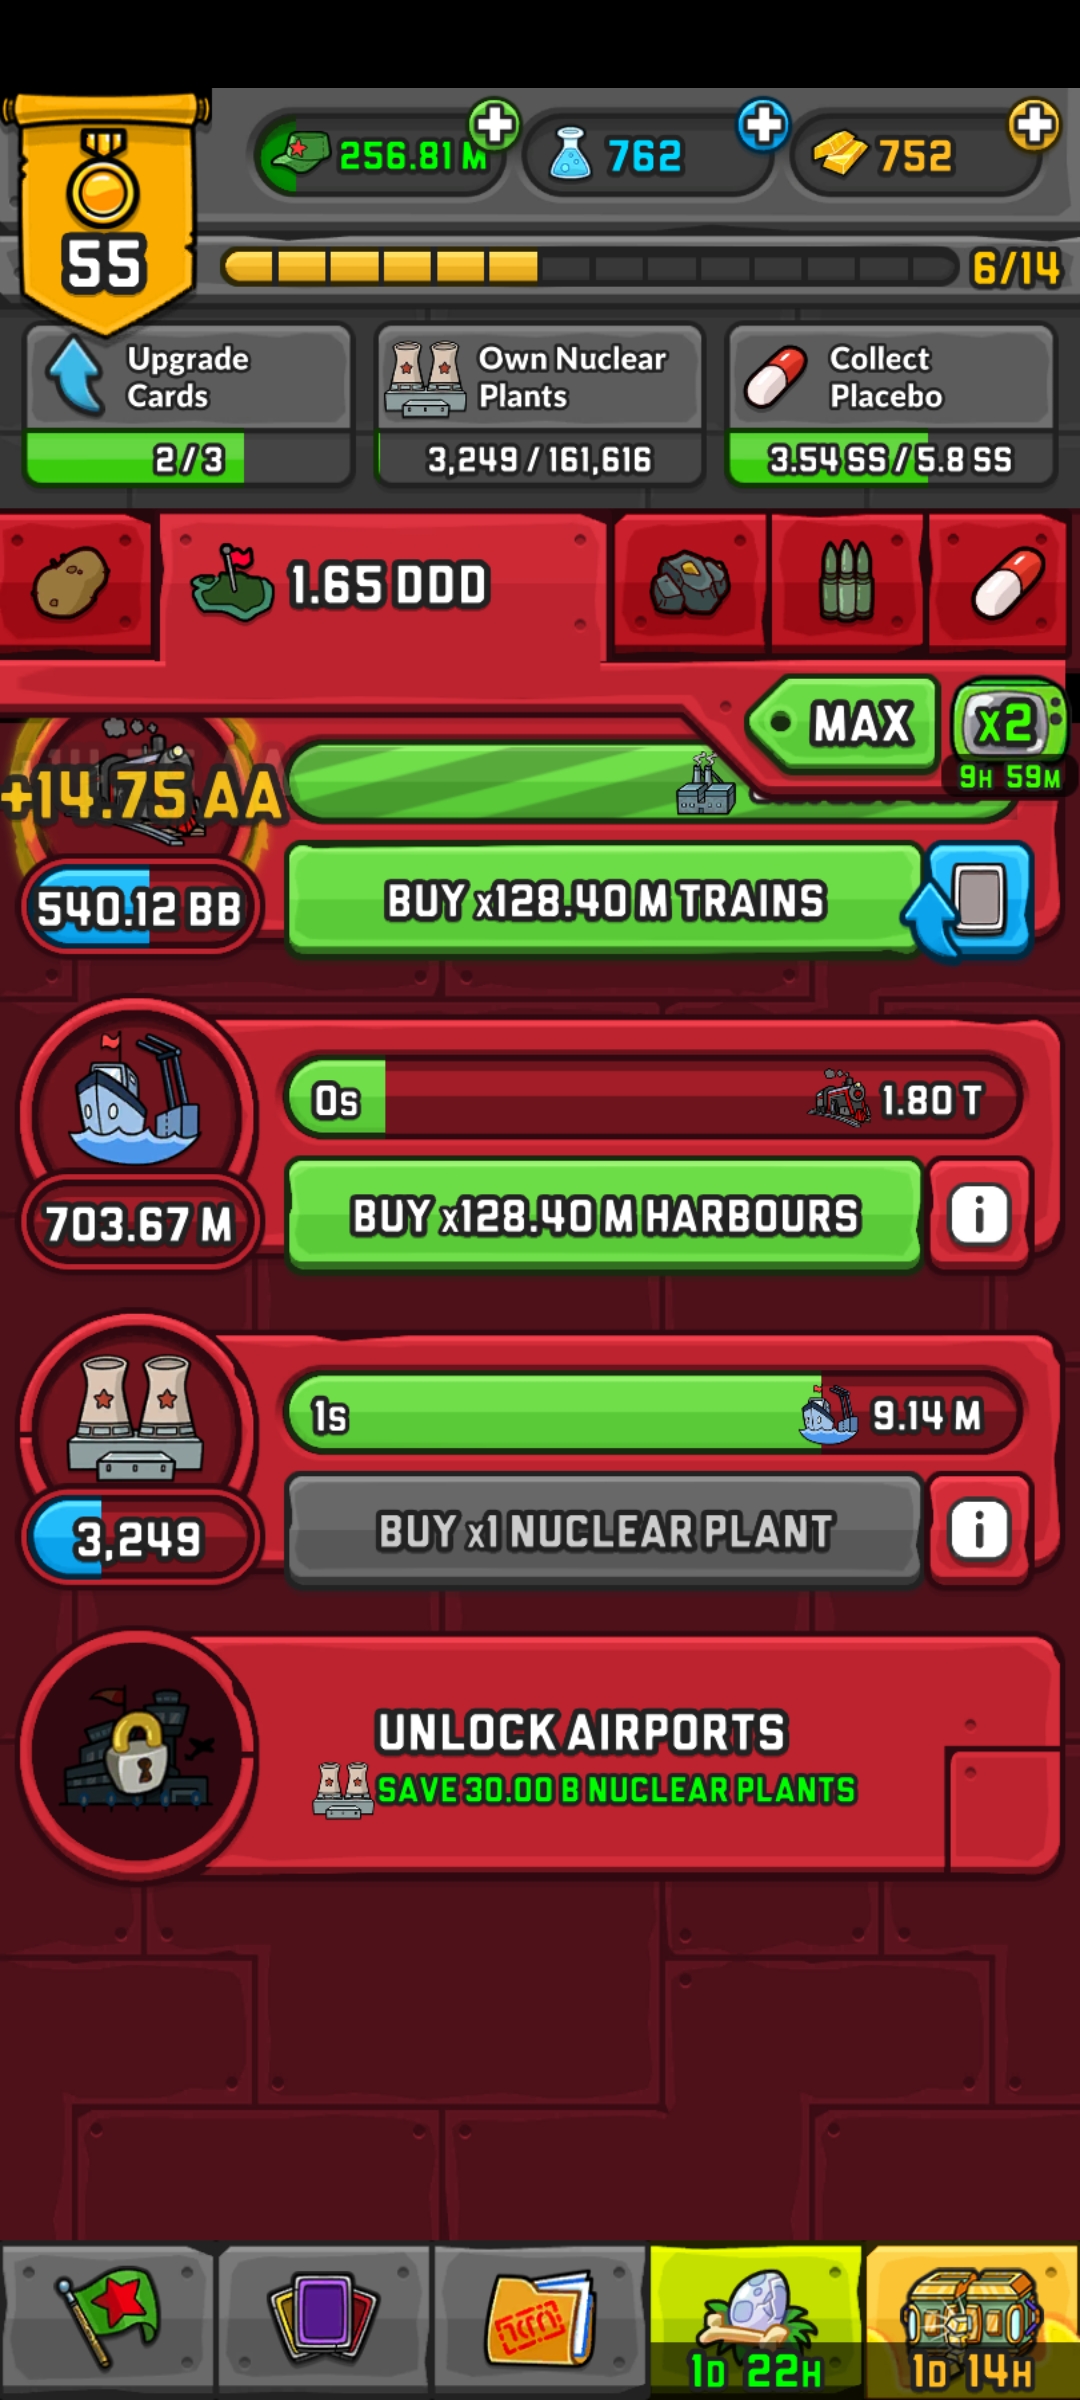 55
256.81 M
762
752
6/14
Upgrade
Cards
2/3
Own Nuclear
Plants
3,249/161,616
Collect
Placebo
3.54 SS/5.8 SS
1.65 DDD
MAX
x2
9H 59M
+14.75 AA
540.12 BB
BUY x128.40 M TRAINS
0s
1.80 T
703.67 M
BUY x128.40 M HARBOURS
i
1s
9.14 M
3,249
BUY x1 NUCLEAR PLANT
i
UNLOCK AIRPORTS
SAVE 30.00 B NUCLEAR PLANTS
1D 22H
1D 14H